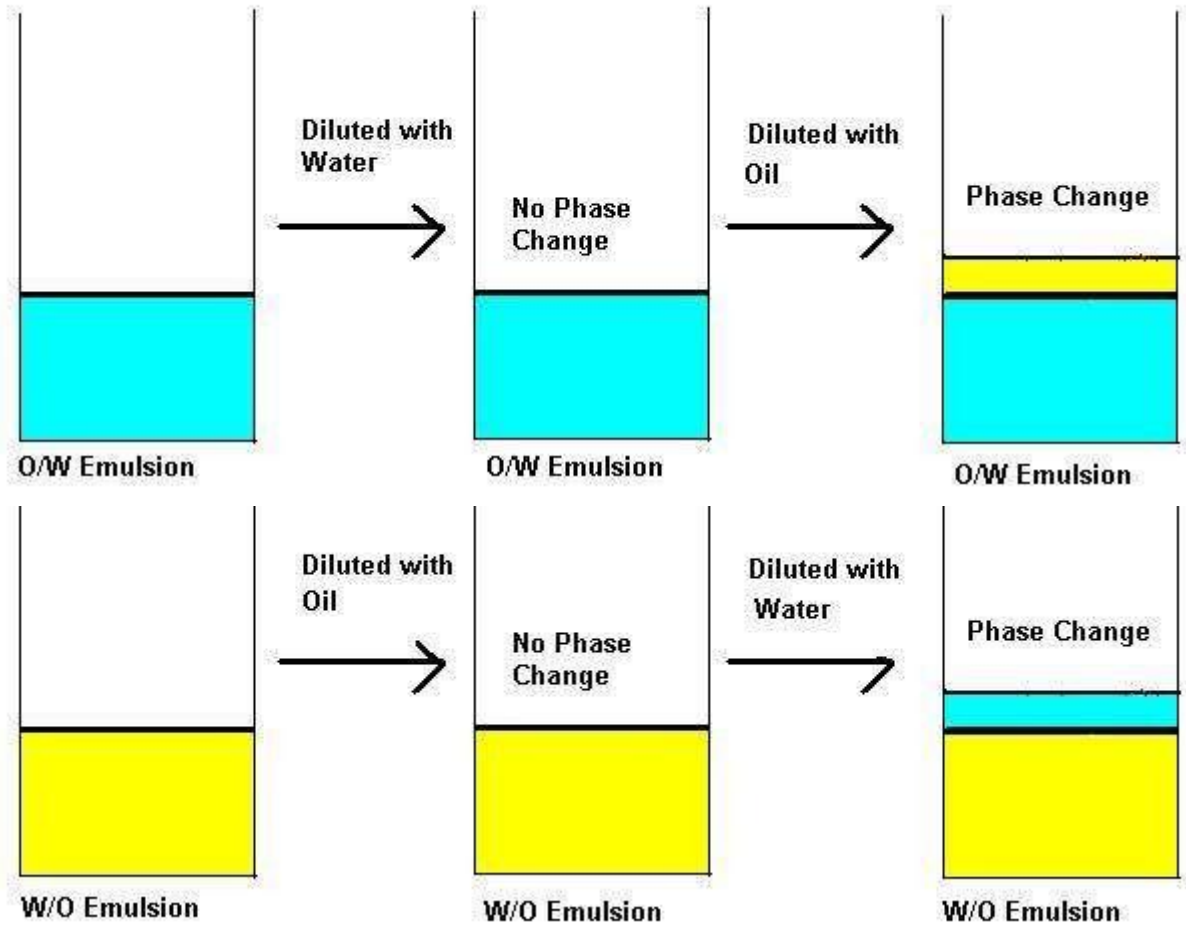 Diluted with
Water
Diluted with
Oil
No Phase
Change
Phase Change
O/W Emulsion
O/W Emulsion
O/W Emulsion
Diluted with
Oil
Diluted with
Water
No Phase
Change
Phase Change
W/O Emulsion
W/O Emulsion
W/O Emulsion